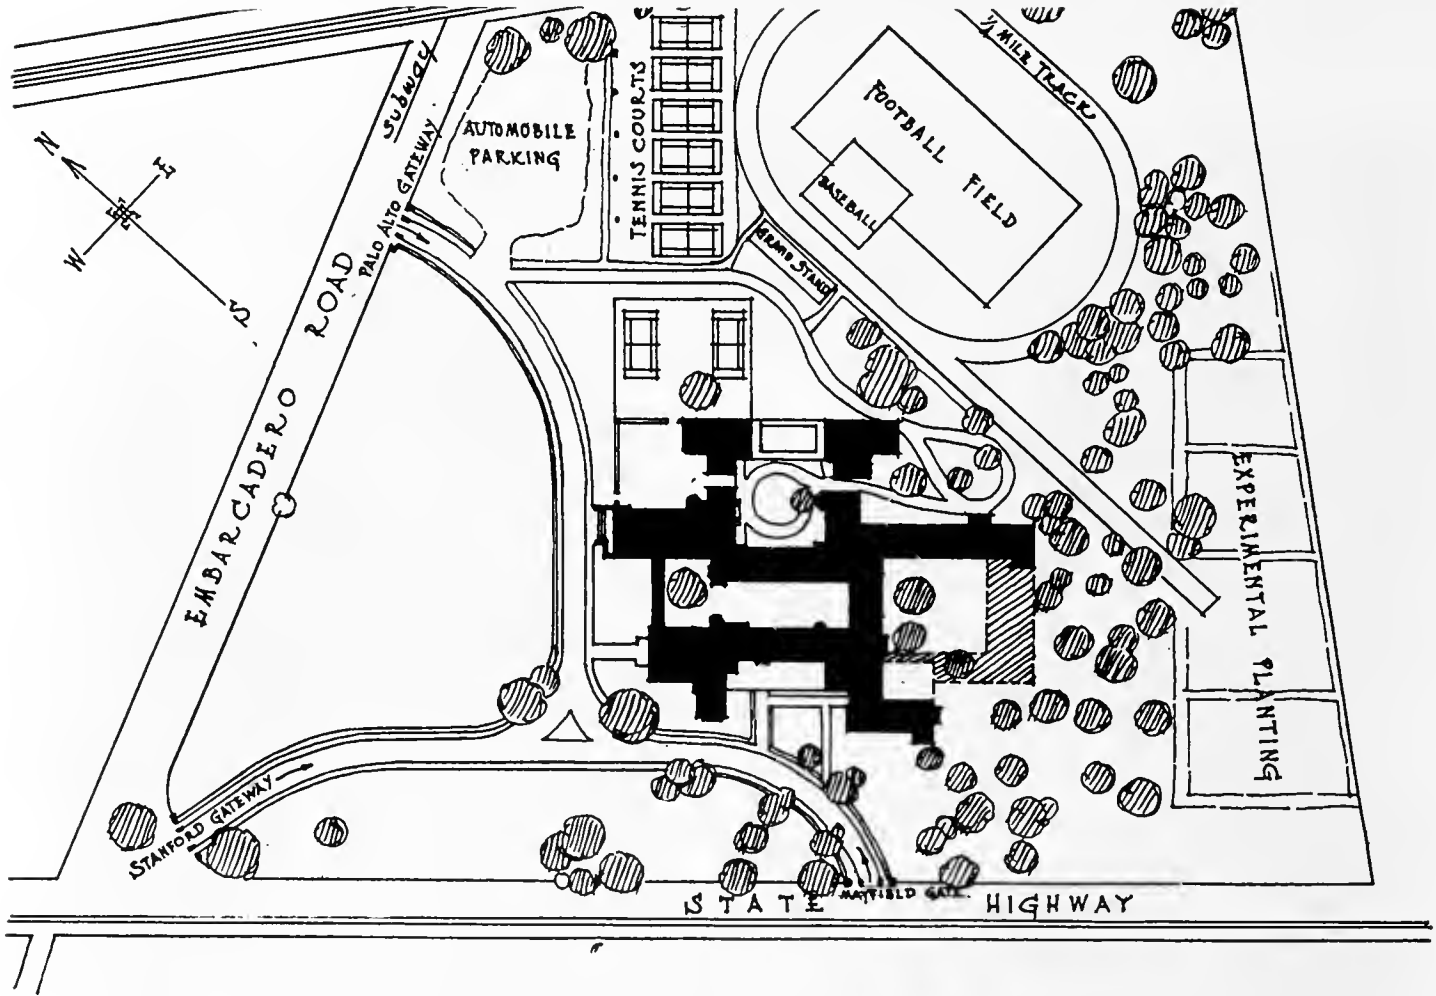 Subway
AUTOMOBILE
PARKING
TENNIS COURTS
1/4 MILE TRACK
FOOTBALL
FIELD
BASEBALL
GRAND STAND
N
E
W
S
PALO ALTO GATEWAY
EMBARCADERO ROAD
EXPERIMENTAL PLANTING
STANFORD GATEWAY
MAYFIELD GATE
STATE HIGHWAY